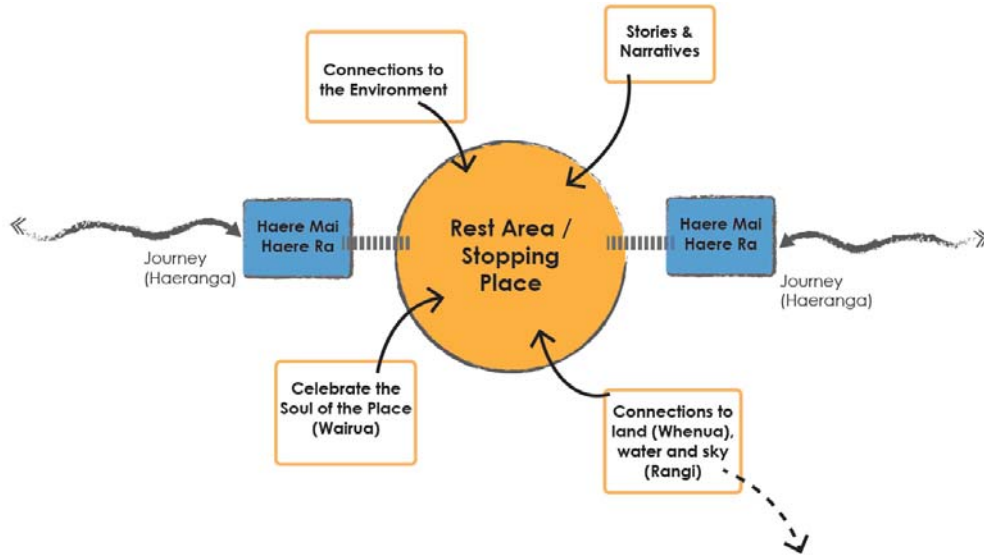 Stories &
Narratives
Connections to
the Environment
Haere Mai
Haere Ra
Journey
(Haeranga)
Rest Area /
Stopping
Place
Haere Mai
Haere Ra
Journey
(Haeranga)
Celebrate the
Soul of the Place
(Wairua)
Connections to
land (Whenua),
water and sky
(Rangi)